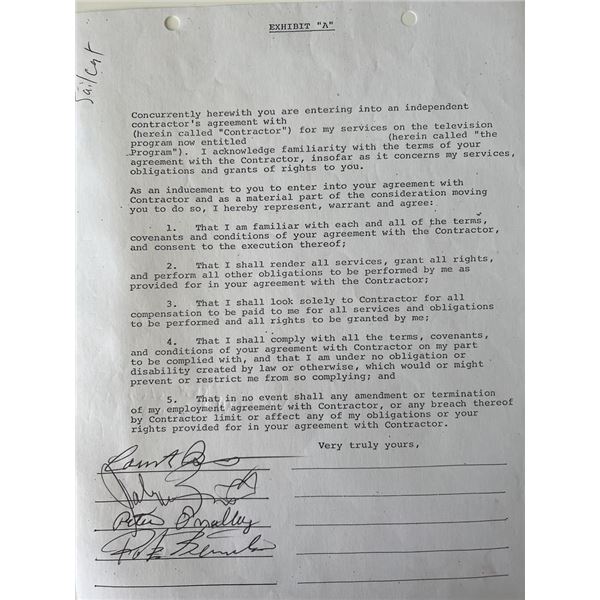 EXHIBIT "A"
Sailcat
Concurrently herewith you are entering into an independent
contractor's agreement with
(herein called "Contractor") for my services on the television
program now entitled (herein called "the
Program"). I acknowledge familiarity with the terms of your
agreement with the Contractor, insofar as it concerns my services,
obligations and grants of rights to you.
As an inducement to you to enter into your agreement with
Contractor and as a material part of the consideration moving
you to do so, I hereby represent, warrant and agree:
1. That I am familiar with each and all of the terms,
covenants and conditions of your agreement with the Contractor,
and consent to the execution thereof;
2. That I shall render all services, grant all rights,
and perform all other obligations to be performed by me as
provided for in your agreement with the Contractor;
3. That I shall look solely to Contractor for all
compensation to be paid to me for all services and obligations
to be performed and all rights to be granted by me;
4. That I shall comply with all the terms, covenants,
and conditions of your agreement with Contractor on my part
to be complied with, and that I am under no obligation or
disability created by law or otherwise, which would or might
prevent or restrict me from so complying; and
5. That in no event shall any amendment or termination
of my employment agreement with Contractor, or any breach thereof
by Contractor limit or affect any of my obligations or your
rights provided for in your agreement with Contractor.
Very truly yours,
Peter O'malley